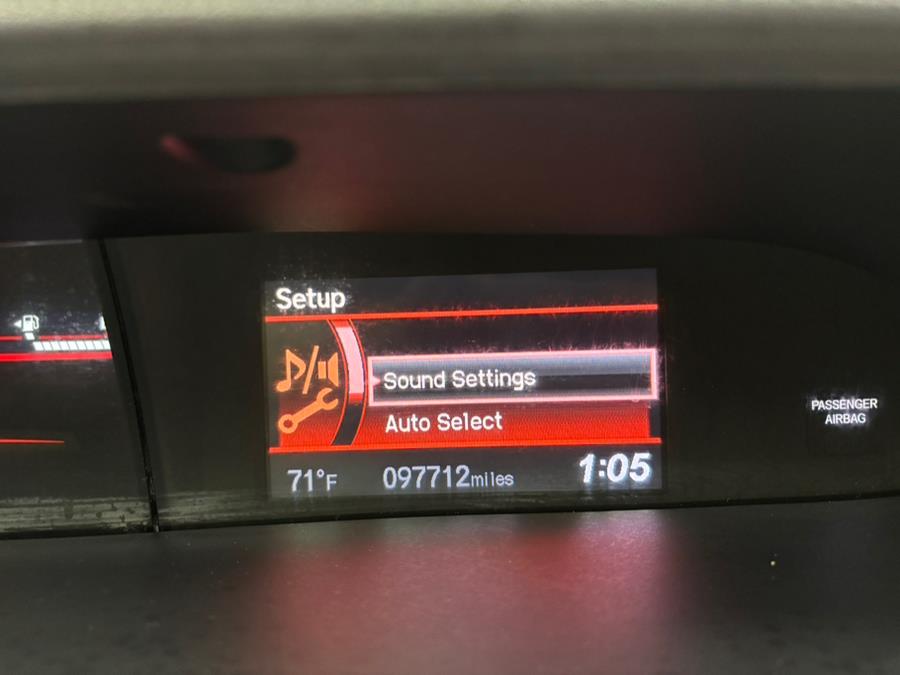 Setup
Sound Settings
Auto Select
71°F 097712miles 1:05
PASSENGER
AIRBAG